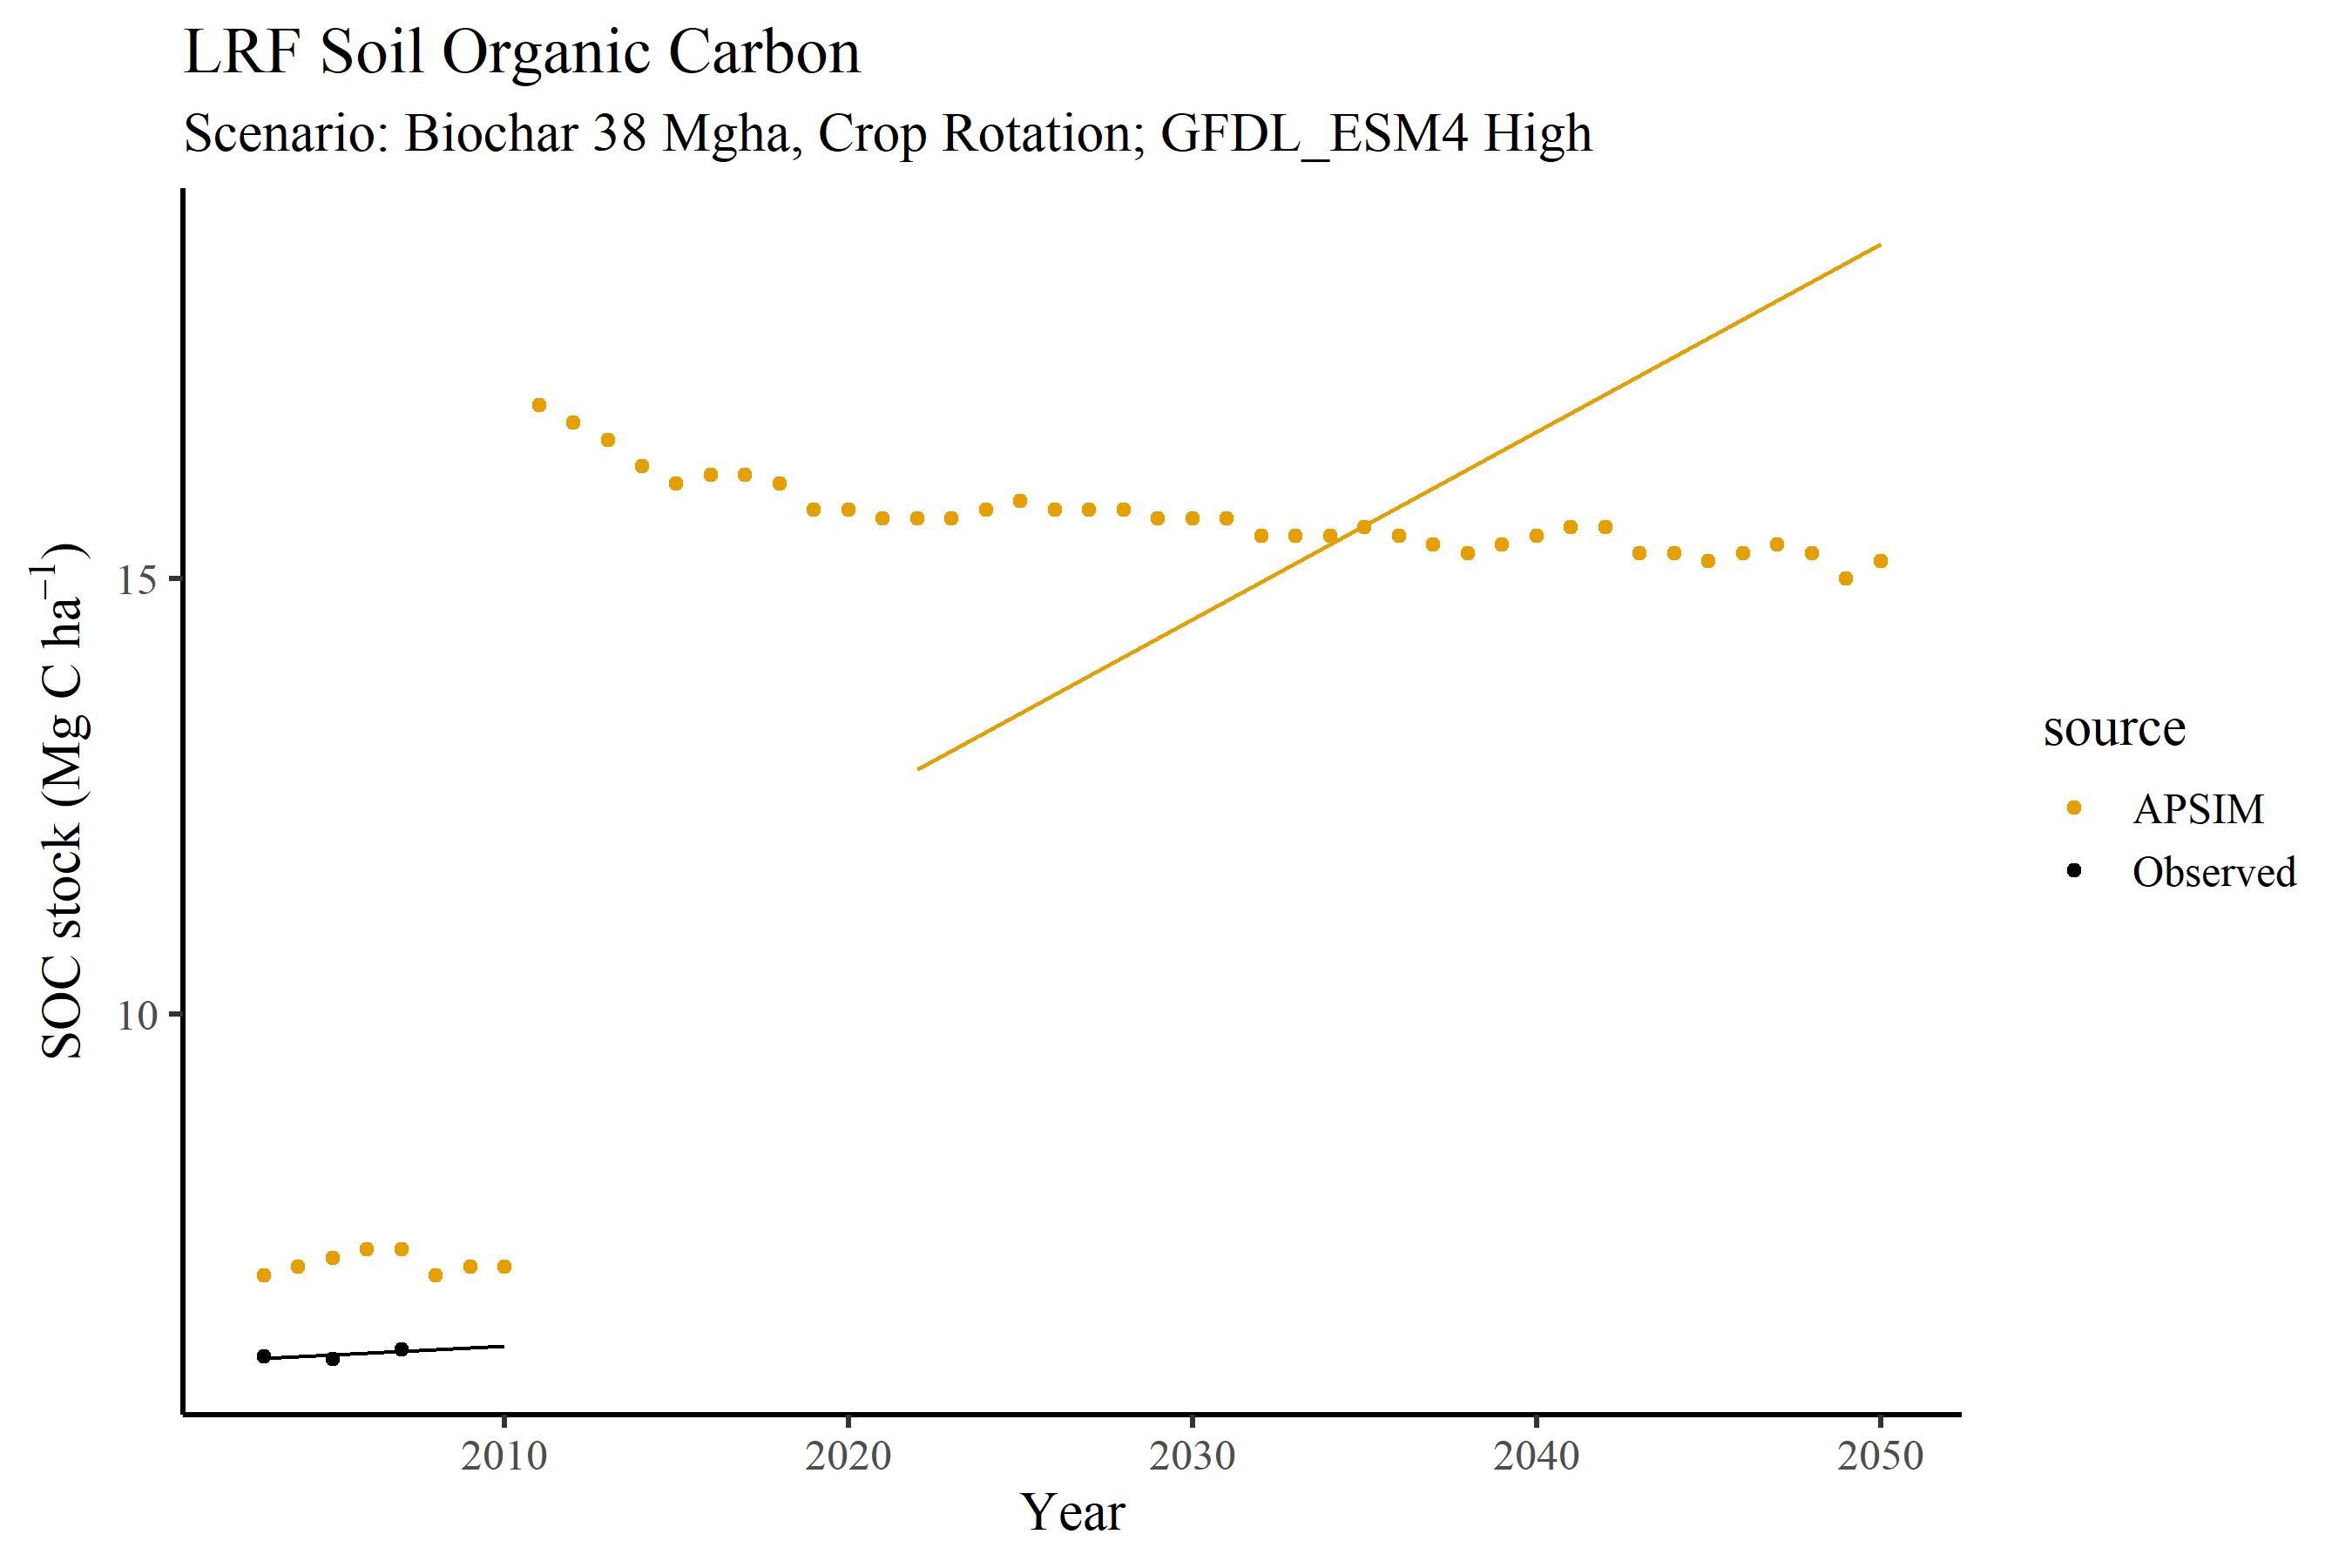 LRF Soil Organic Carbon
Scenario: Biochar 38 Mgha, Crop Rotation; GFDL_ESM4 High
SOC stock (Mg C ha⁻¹)
15
10
2010 2020 2030 2040 2050
Year
source
APSIM
Observed